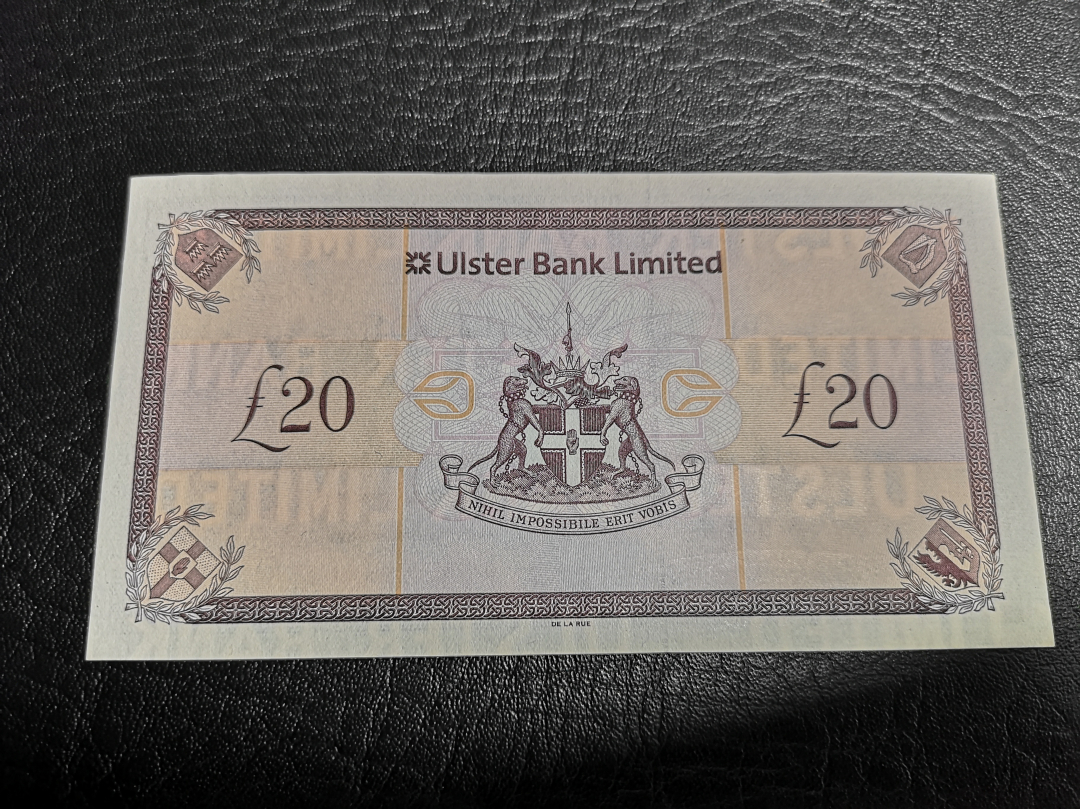 Ulster Bank Limited
£20
£20
NIHIL IMPOSSIBILE ERIT VOBIS
DE LA RUE